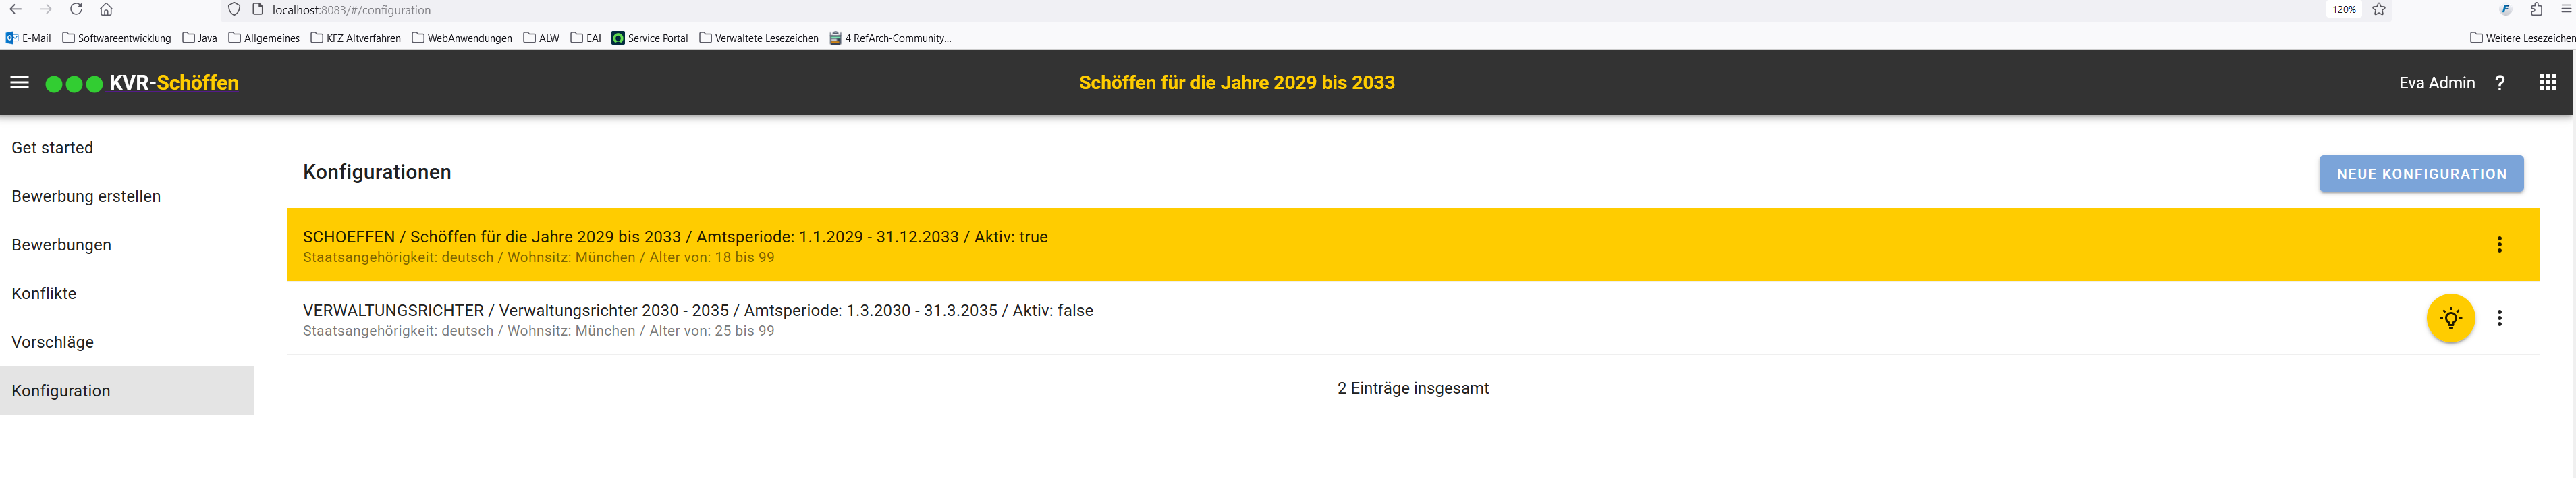 localhost:8083/#/configuration
120%
E-Mail Softwareentwicklung Java Allgemeines KFZ Altverfahren WebAnwendungen ALW EAI Service Portal Verwaltete Lesezeichen 4 RefArch-Community... Weitere Lesezeichen
KVR-Schöffen
Schöffen für die Jahre 2029 bis 2033
Eva Admin ?
Get started
Bewerbung erstellen
Bewerbungen
Konflikte
Vorschläge
Konfiguration
Konfigurationen
NEUE KONFIGURATION
SCHOEFFEN / Schöffen für die Jahre 2029 bis 2033 / Amtsperiode: 1.1.2029 - 31.12.2033 / Aktiv: true
Staatsangehörigkeit: deutsch / Wohnsitz: München / Alter von: 18 bis 99
VERWALTUNGSRICHTER / Verwaltungsrichter 2030 - 2035 / Amtsperiode: 1.3.2030 - 31.3.2035 / Aktiv: false
Staatsangehörigkeit: deutsch / Wohnsitz: München / Alter von: 25 bis 99
2 Einträge insgesamt